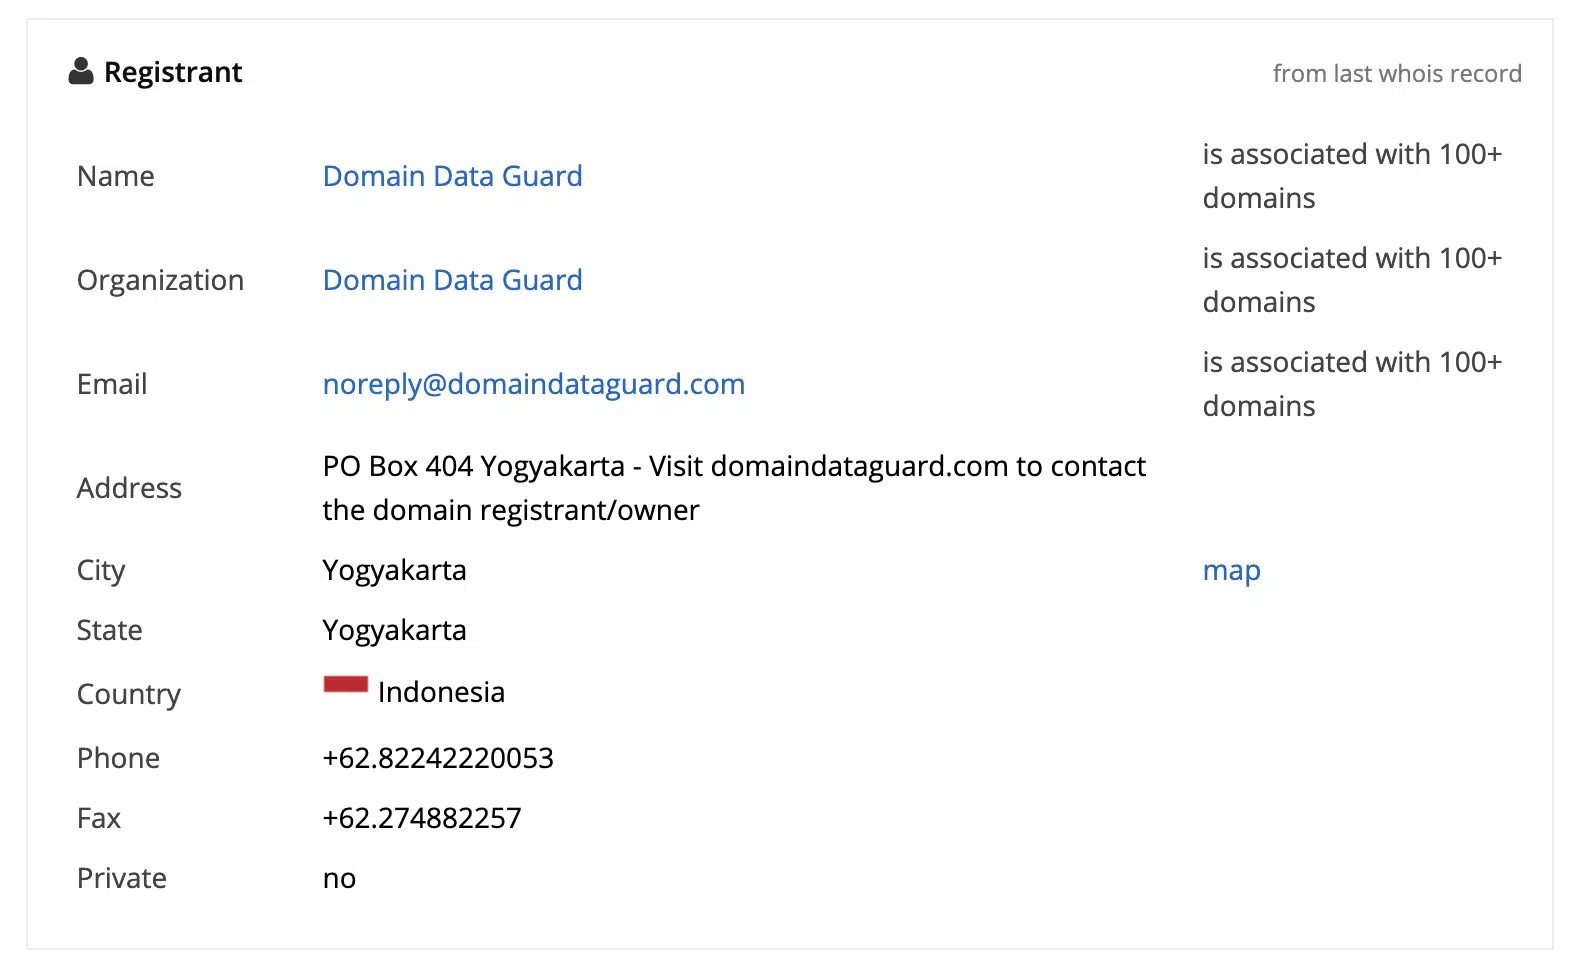 Registrant
from last whois record
Name
Domain Data Guard
is associated with 100+
domains
Organization
Domain Data Guard
is associated with 100+
domains
Email
noreply@domaindataguard.com
is associated with 100+
domains
Address
PO Box 404 Yogyakarta - Visit domaindataguard.com to contact
the domain registrant/owner
City
Yogyakarta
map
State
Yogyakarta
Country
Indonesia
Phone
+62.82242220053
Fax
+62.274882257
Private
no